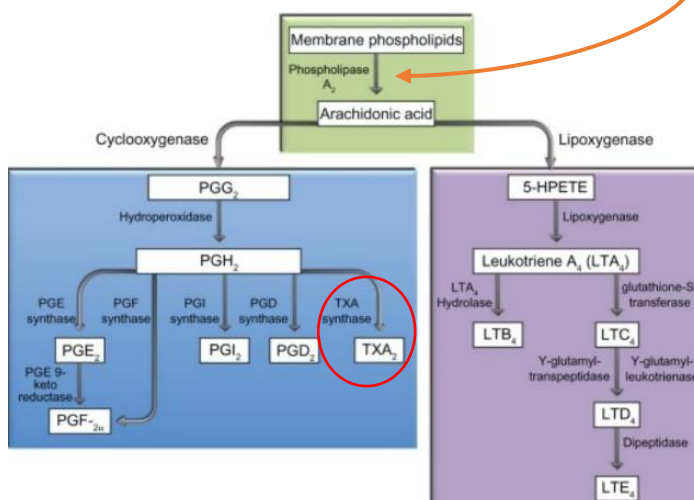 Membrane phospholipids
Phospholipase
A₂
Arachidonic acid
Cyclooxygenase
Lipoxygenase
PGG₂
Hydroperoxidase
PGH₂
PGE
synthase
PGF
synthase
PGI
synthase
PGD
synthase
TXA
synthase
PGE₂
PGI₂
PGD₂
TXA₂
PGE 9-
keto
reductase
PGF-₂α
5-HPETE
Lipoxygenase
Leukotriene A₄ (LTA₄)
LTA₄
Hydrolase
glutathione-S
transferase
LTB₄
LTC₄
Y-glutamyl-
transpeptidase
Y-glutamyl-
leukotrienase
LTD₄
Dipeptidase
LTE₄